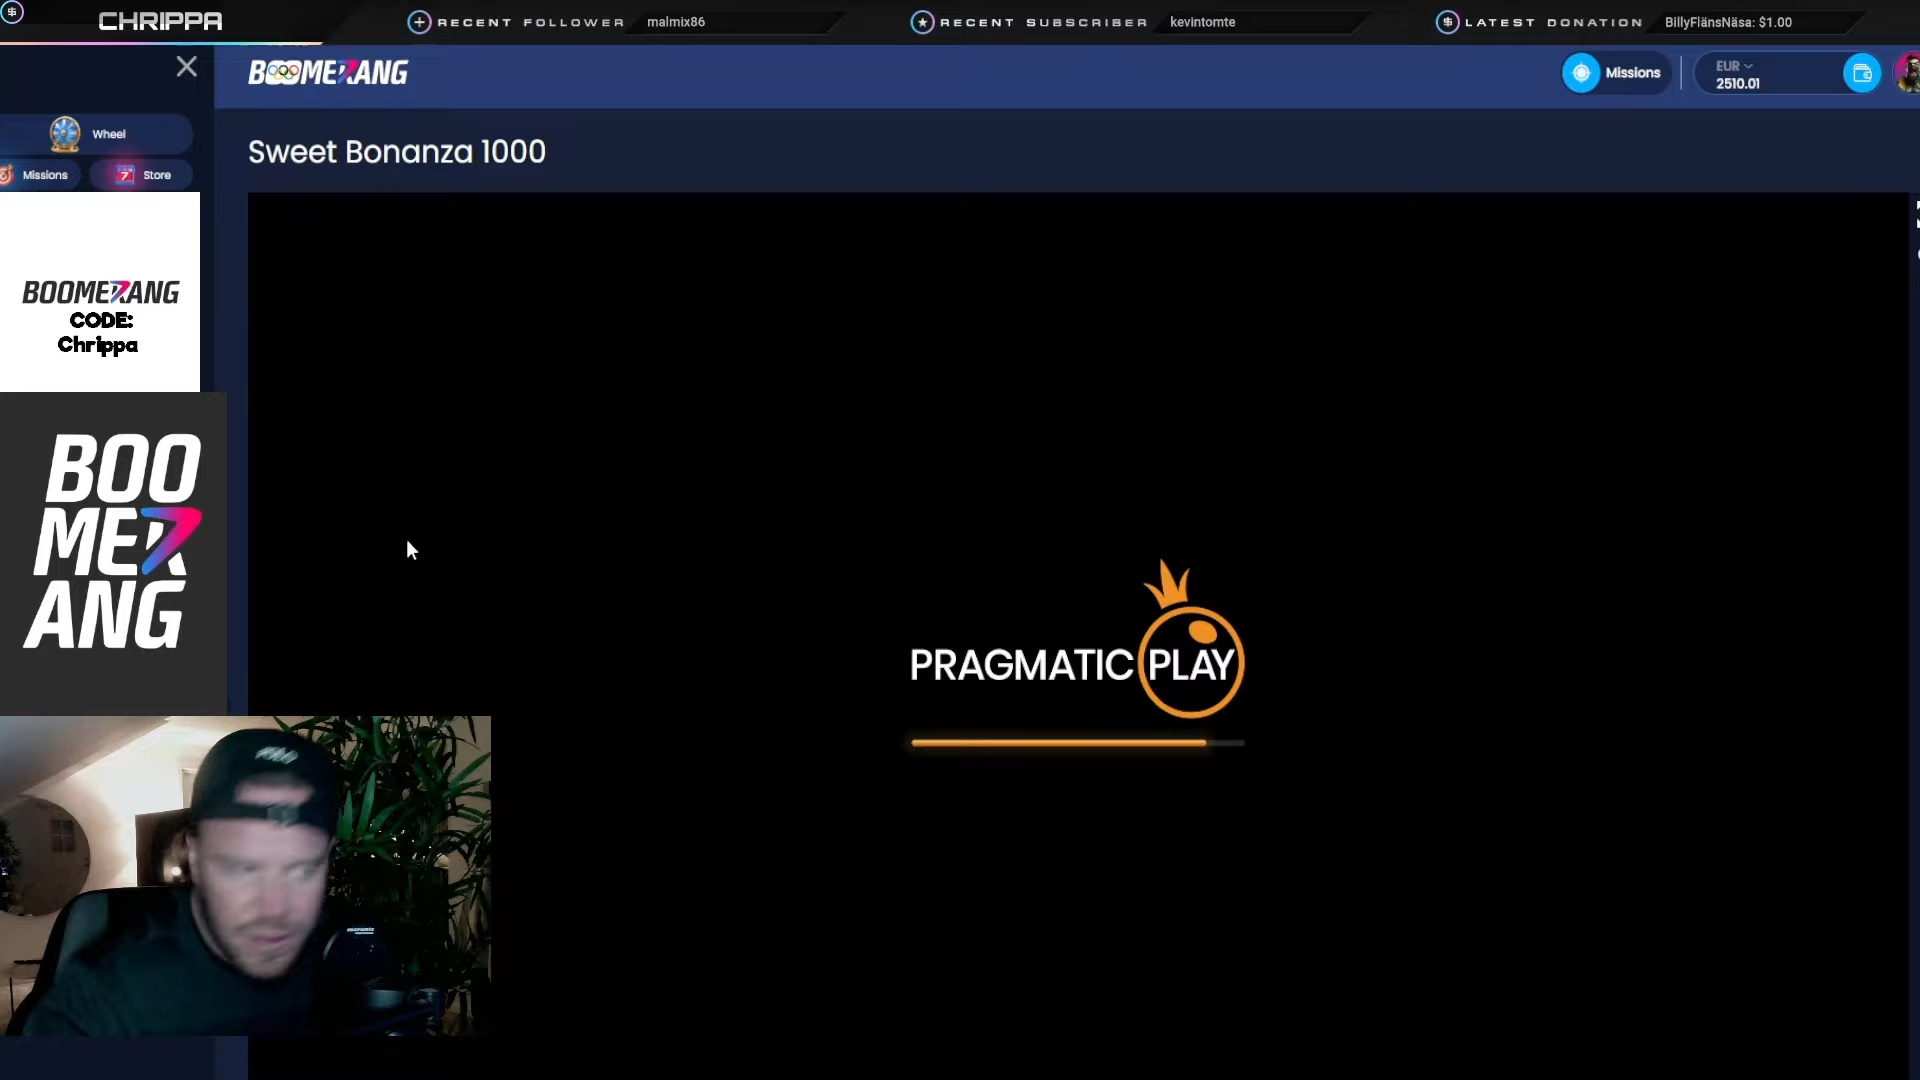 CHRIPPA
RECENT FOLLOWER malmix86
RECENT SUBSCRIBER kevintomte
LATEST DONATION BillyFlänsNäsa: $1.00
BOOMERANG
Missions
EUR
2510.01
Wheel
Missions
Store
Sweet Bonanza 1000
BOOMERANG
CODE:
Chrippa
BOO
MER
ANG
PRAGMATIC PLAY